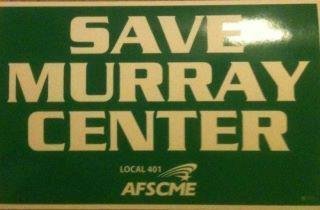 SAVE
MURRAY
CENTER
LOCAL 401
AFSCME